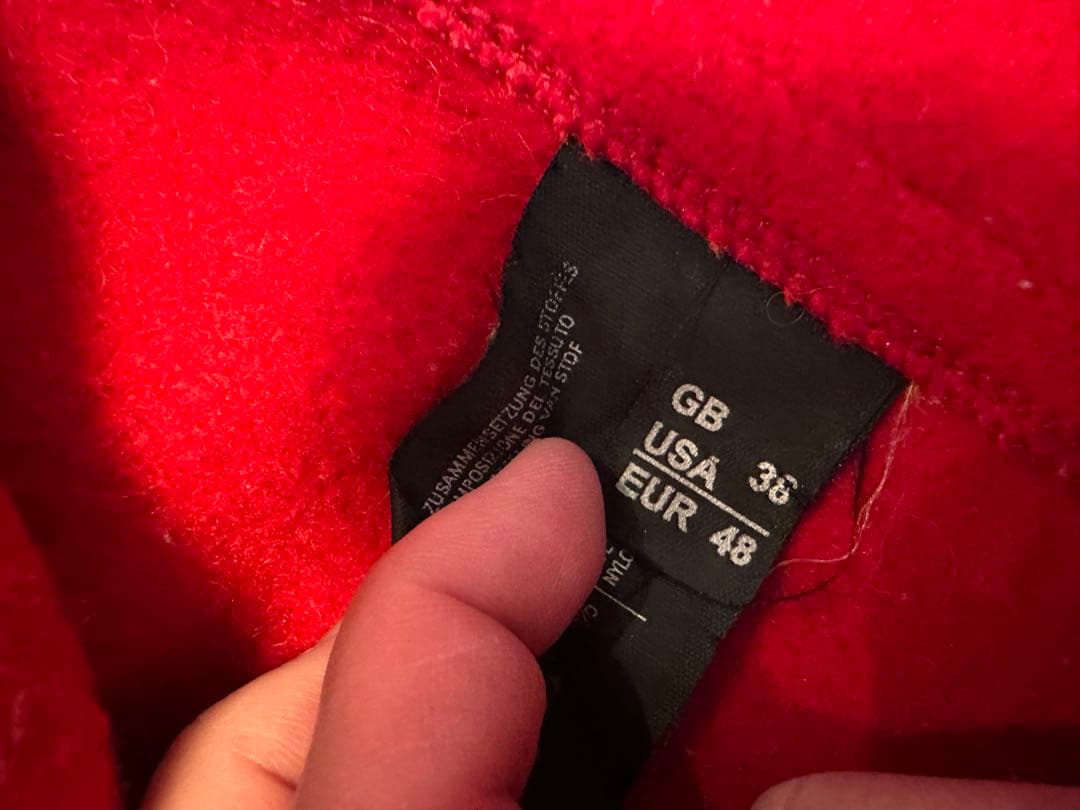 ZUSAMMENSETZUNG DES STOFFES
DEL TESSUTO
VAN STOF
GB
USA 36
EUR 48